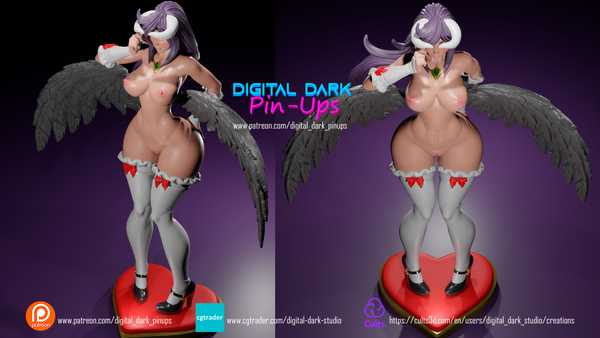 DIGITAL DARK
Pin-Ups
www.patreon.com/digital_dark_pinups
patreon
www.patreon.com/digital_dark_pinups
cgtrader
www.cgtrader.com/digital-dark-studio
Cults
https://cults3d.com/en/users/digital_dark_studio/creations